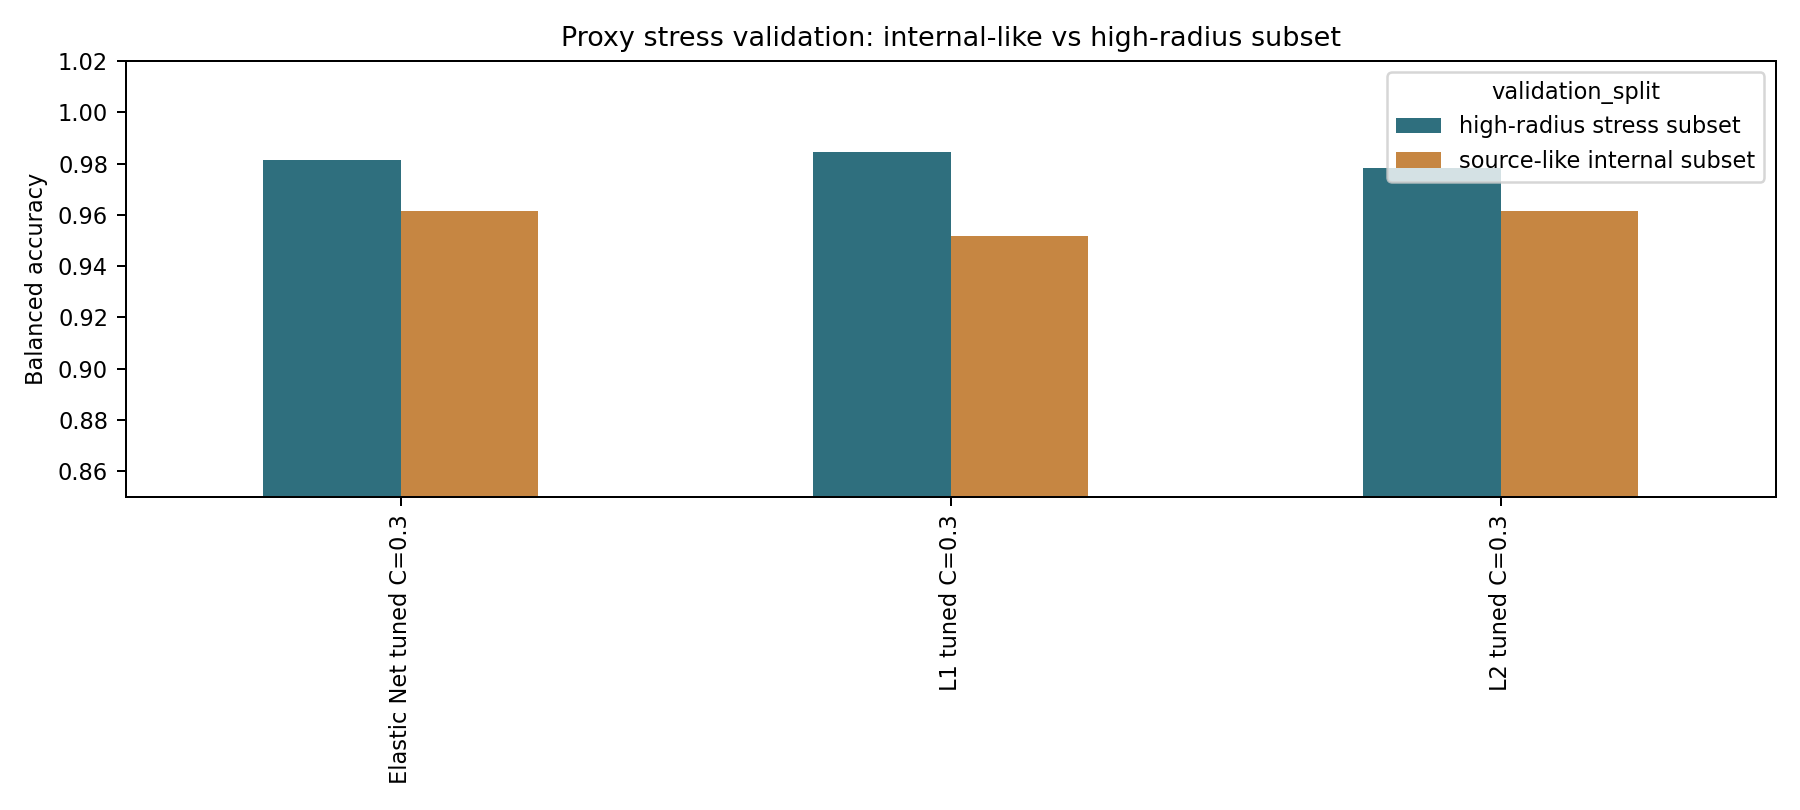 Proxy stress validation: internal-like vs high-radius subset
1.02
1.00
0.98
0.96
0.94
0.92
0.90
0.88
0.86
Balanced accuracy
validation_split
high-radius stress subset
source-like internal subset
Elastic Net tuned C=0.3
L1 tuned C=0.3
L2 tuned C=0.3